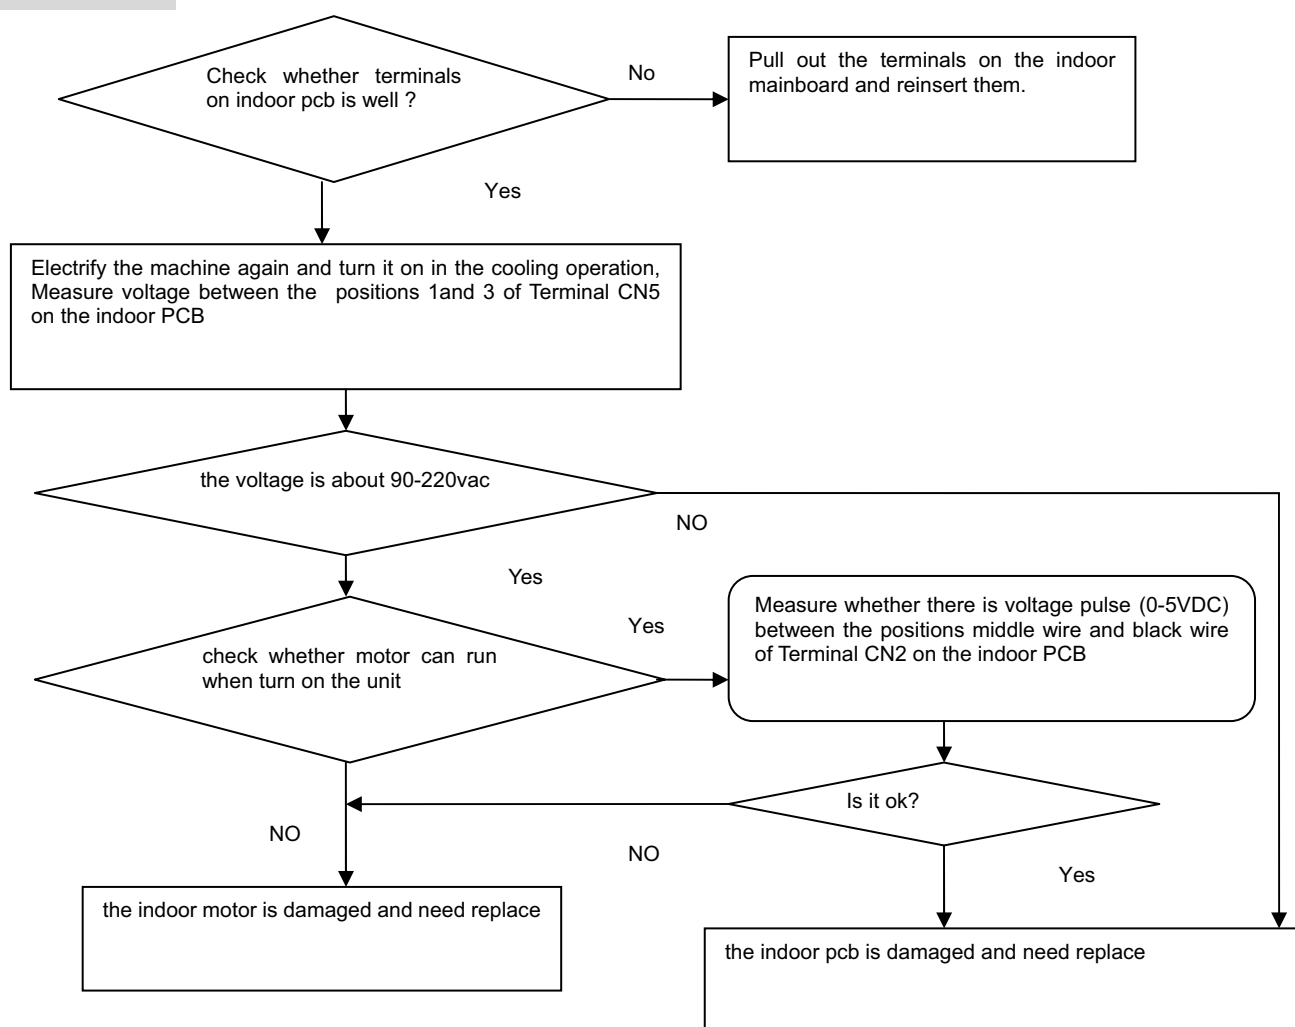 Check whether terminals
on indoor pcb is well ?
No
Pull out the terminals on the indoor
mainboard and reinsert them.
Yes
Electrify the machine again and turn it on in the cooling operation,
Measure voltage between the positions 1and 3 of Terminal CN5
on the indoor PCB
the voltage is about 90-220vac
NO
Yes
check whether motor can run
when turn on the unit
Yes
Measure whether there is voltage pulse (0-5VDC)
between the positions middle wire and black wire
of Terminal CN2 on the indoor PCB
Is it ok?
NO
NO
Yes
the indoor motor is damaged and need replace
the indoor pcb is damaged and need replace